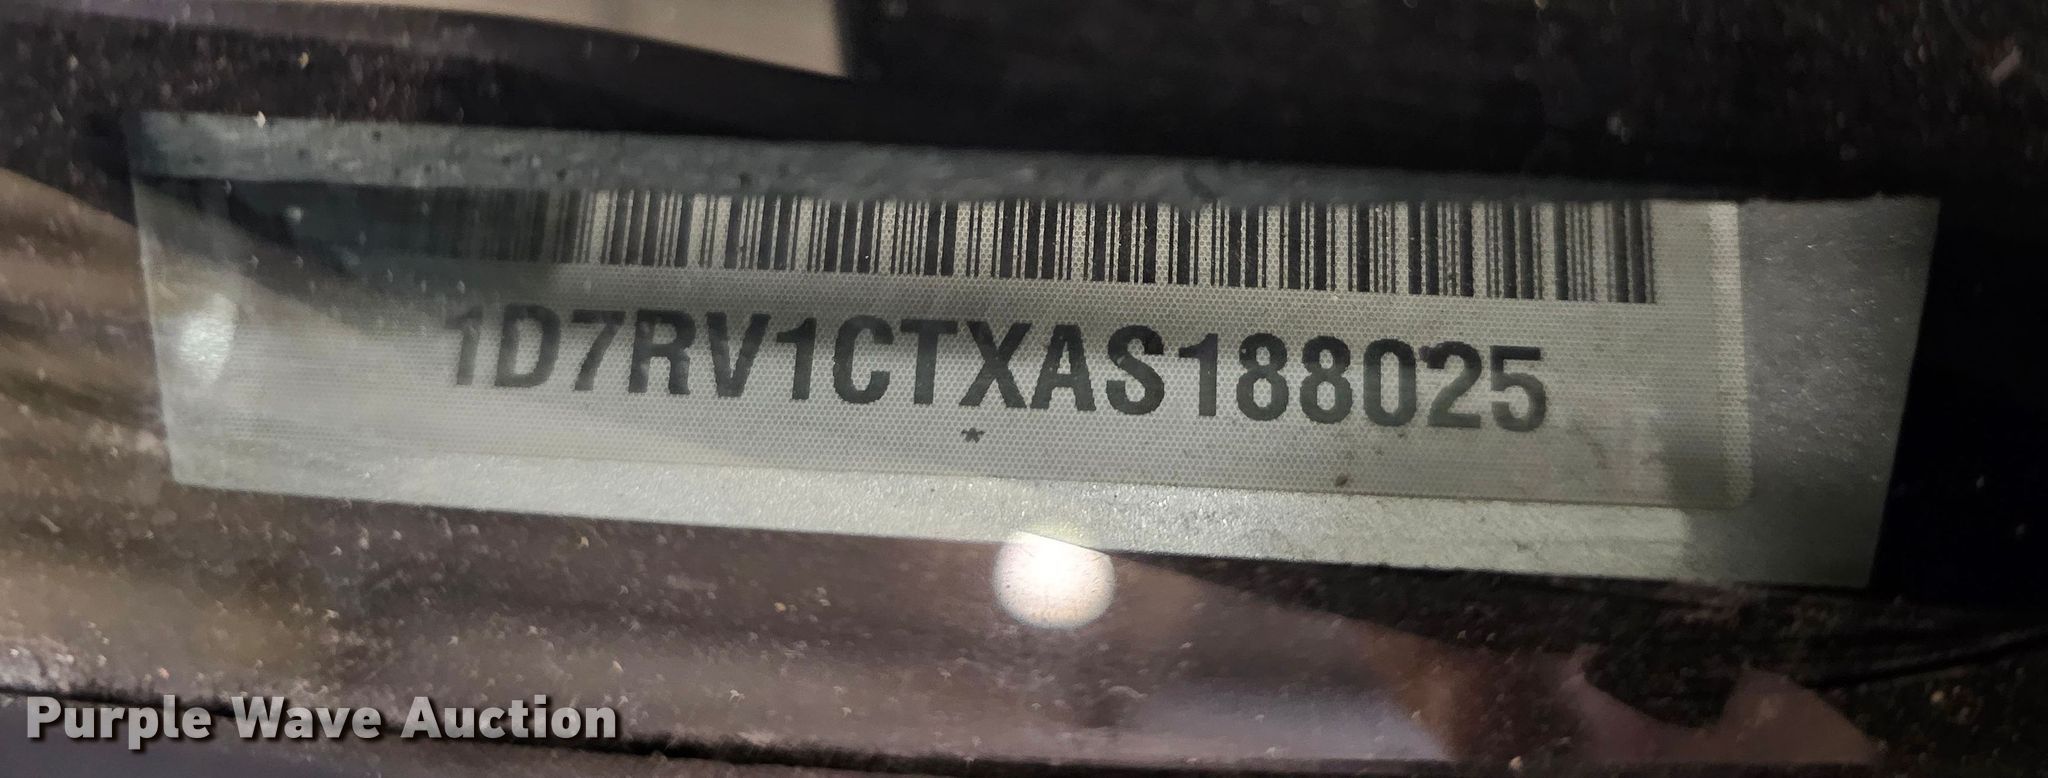 1D7RV1CTXAS188025
*
Purple Wave Auction